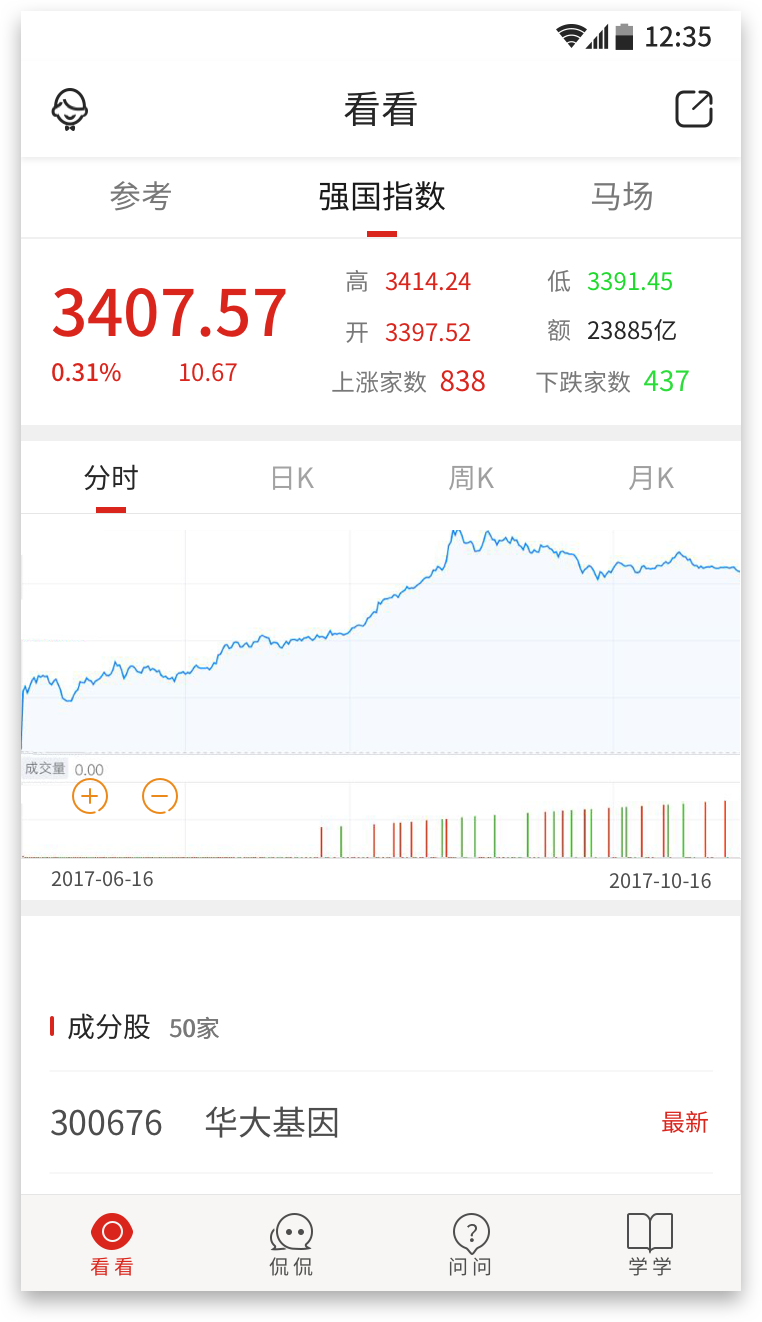 12:35
看看
参考 强国指数 马场
3407.57
0.31% 10.67
高 3414.24 低 3391.45
开 3397.52 额 23885亿
上涨家数 838 下跌家数 437
分时 日K 周K 月K
成交量 0.00
2017-06-16 2017-10-16
成分股 50家
300676 华大基因 最新
看看 侃侃 问问 学学